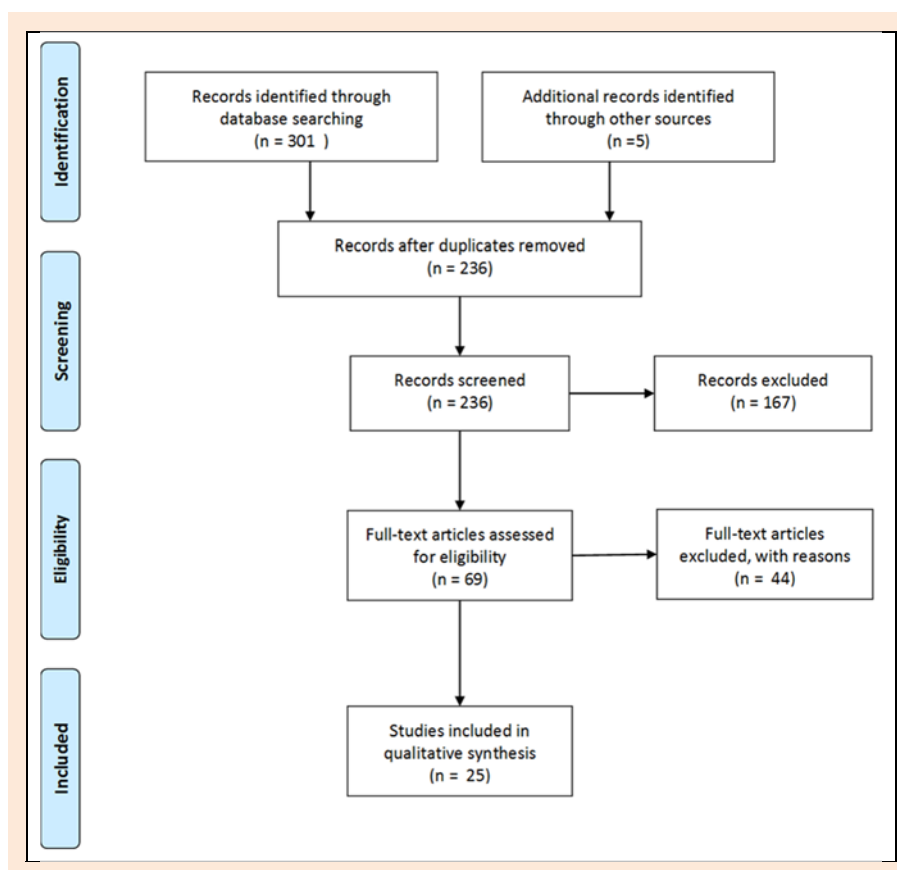 Identification
Records identified through
database searching
(n = 301  )
Additional records identified
through other sources
(n =5)
Records after duplicates removed
(n = 236)
Screening
Records screened
(n = 236)
Records excluded
(n = 167)
Eligibility
Full-text articles assessed
for eligibility
(n = 69)
Full-text articles
excluded, with reasons
(n =  44)
Included
Studies included in
qualitative synthesis
(n =  25)